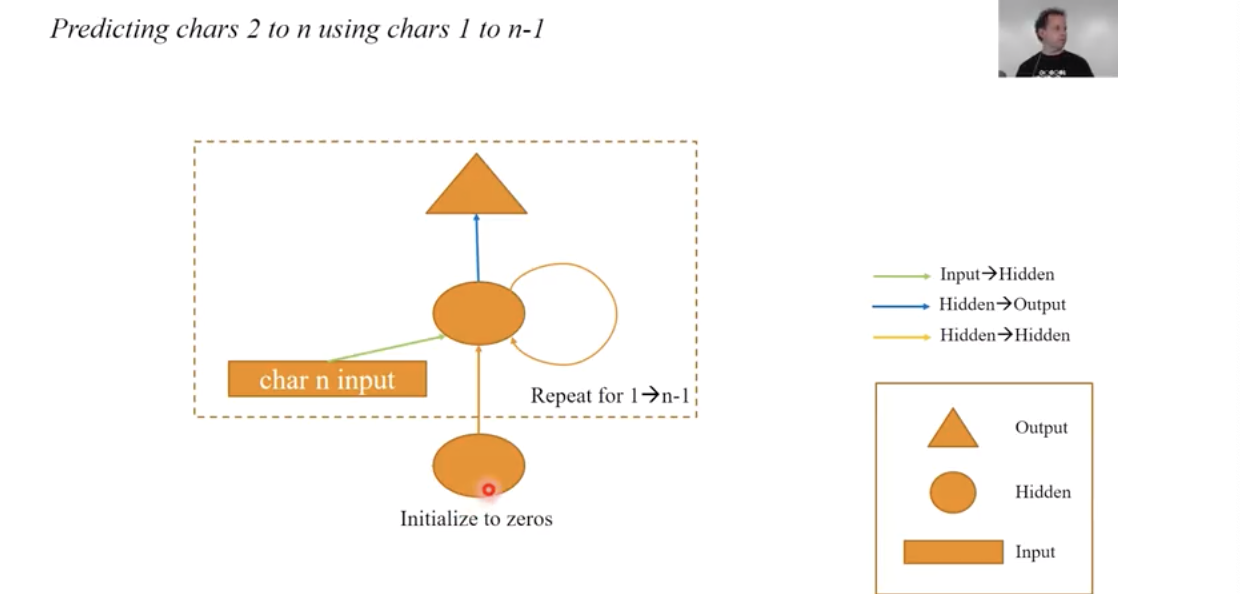 Predicting chars 2 to n using chars 1 to n-1
Input→Hidden
Hidden→Output
Hidden→Hidden
char n input
Repeat for 1→n-1
Initialize to zeros
Output
Hidden
Input